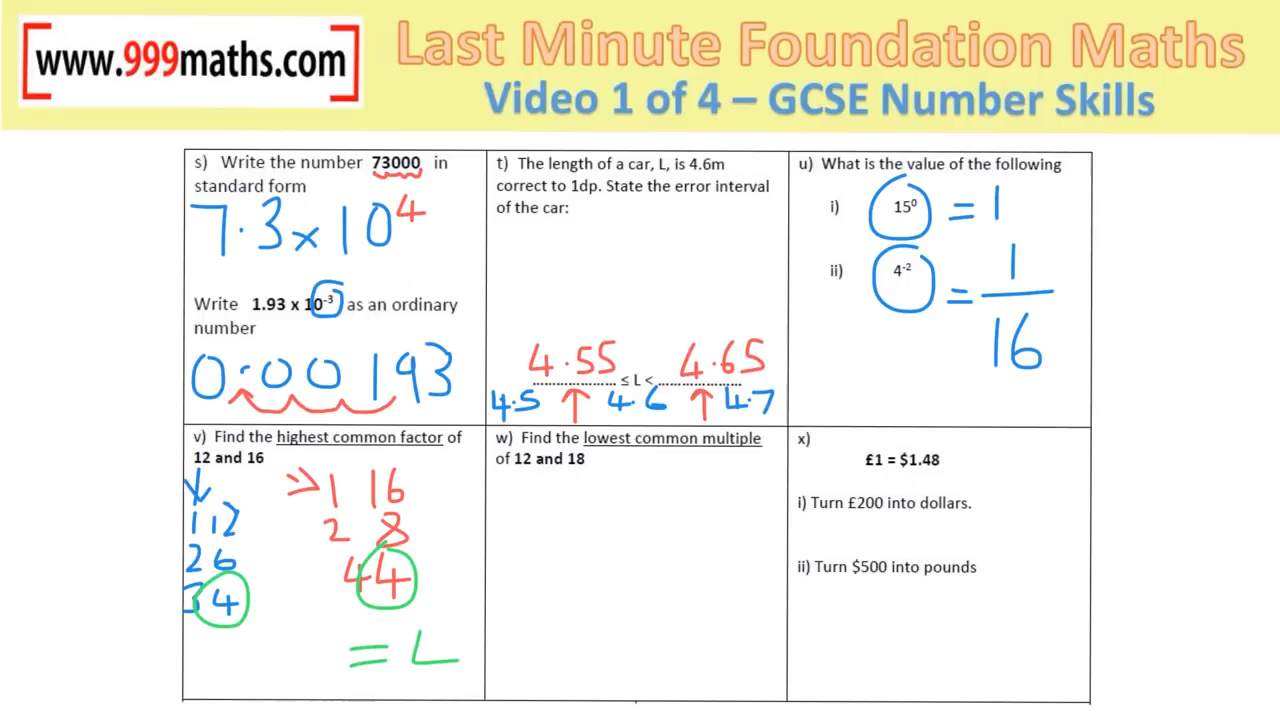 www.999maths.com
Last Minute Foundation Maths
Video 1 of 4 – GCSE Number Skills
s) Write the number 73000 in
standard form
7.3 x 10⁴
Write 1.93 x 10⁻³ as an ordinary
number
0.00193
t) The length of a car, L, is 4.6m
correct to 1dp. State the error interval
of the car:
4.55 4.65
........................ ≤ L < ........................
4.5 4.6 4.7
u) What is the value of the following
i) 15⁰ = 1
ii) 4⁻² = 1
16
v) Find the highest common factor of
12 and 16
1 16
1 12
2 8
2 6
4 4
3 4
=
w) Find the lowest common multiple
of 12 and 18
x)
£1 = $1.48
i) Turn £200 into dollars.
ii) Turn $500 into pounds